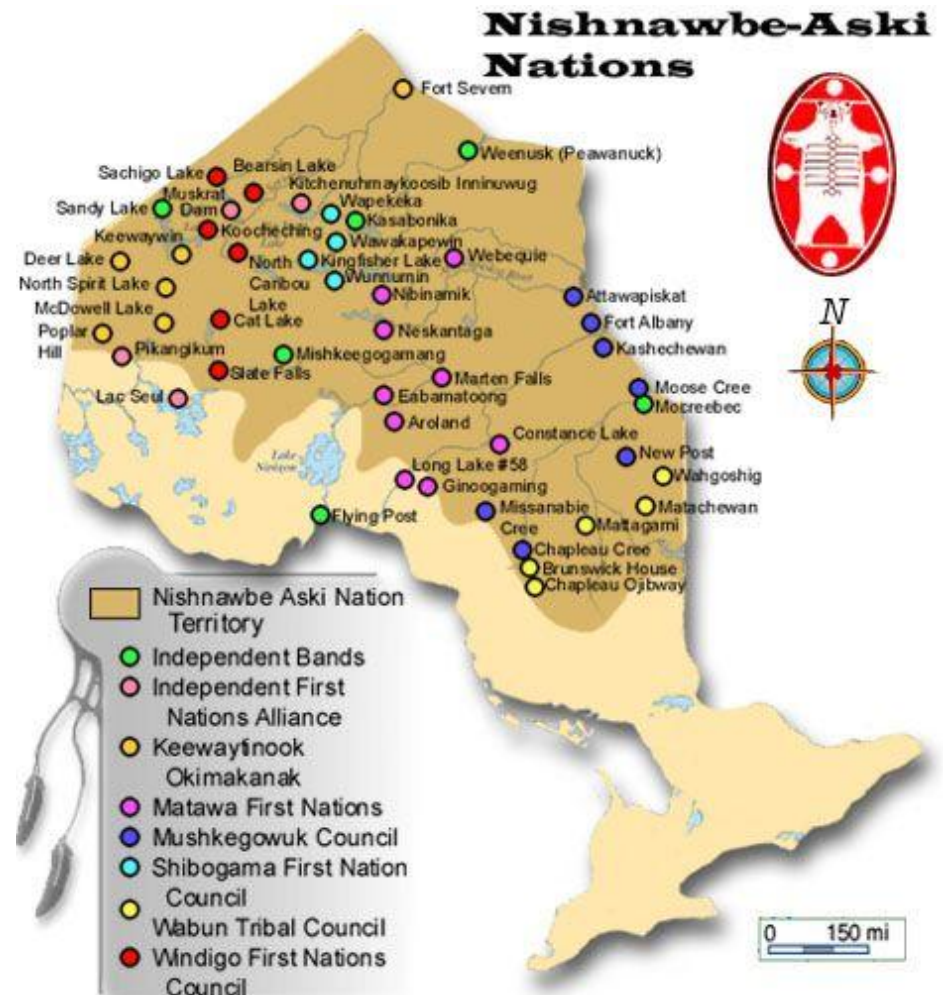 Nishnawbe-Aski
Nations
Fort Severn
Weenusk (Peawanuck)
Bearsin Lake
Sachigo Lake
Kitchenuhmaykoosib Inninuwug
Muskrat
Dam
Wapekeka
Sandy Lake
Kasabonika
Koocheching
Keewaywin
Wawakapewin
Deer Lake
North
Caribou
Lake
Kingfisher Lake
Webequie
Wunnumin
North Spirit Lake
Nibinamik
Attawapiskat
McDowell Lake
Cat Lake
Fort Albany
Poplar
Hill
Neskantaga
Kashechewan
Pikangikum
Mishkeegogamang
Slate Falls
Marten Falls
Moose Cree
Lac Seul
Eabamatoong
Mocreebec
Aroland
Constance Lake
New Post
Lake
Nipigon
Long Lake #58
Wahgoshig
Ginoogaming
Missanabie
Cree
Matachewan
Flying Post
Mattagami
Chapleau Cree
Brunswick House
Chapleau Ojibway
N
Nishnawbe Aski Nation
Territory
Independent Bands
Independent First
Nations Alliance
Keewaytinook
Okimakanak
Matawa First Nations
Mushkegowuk Council
Shibogama First Nation
Council
Wabun Tribal Council
Windigo First Nations
Council
0 150 mi